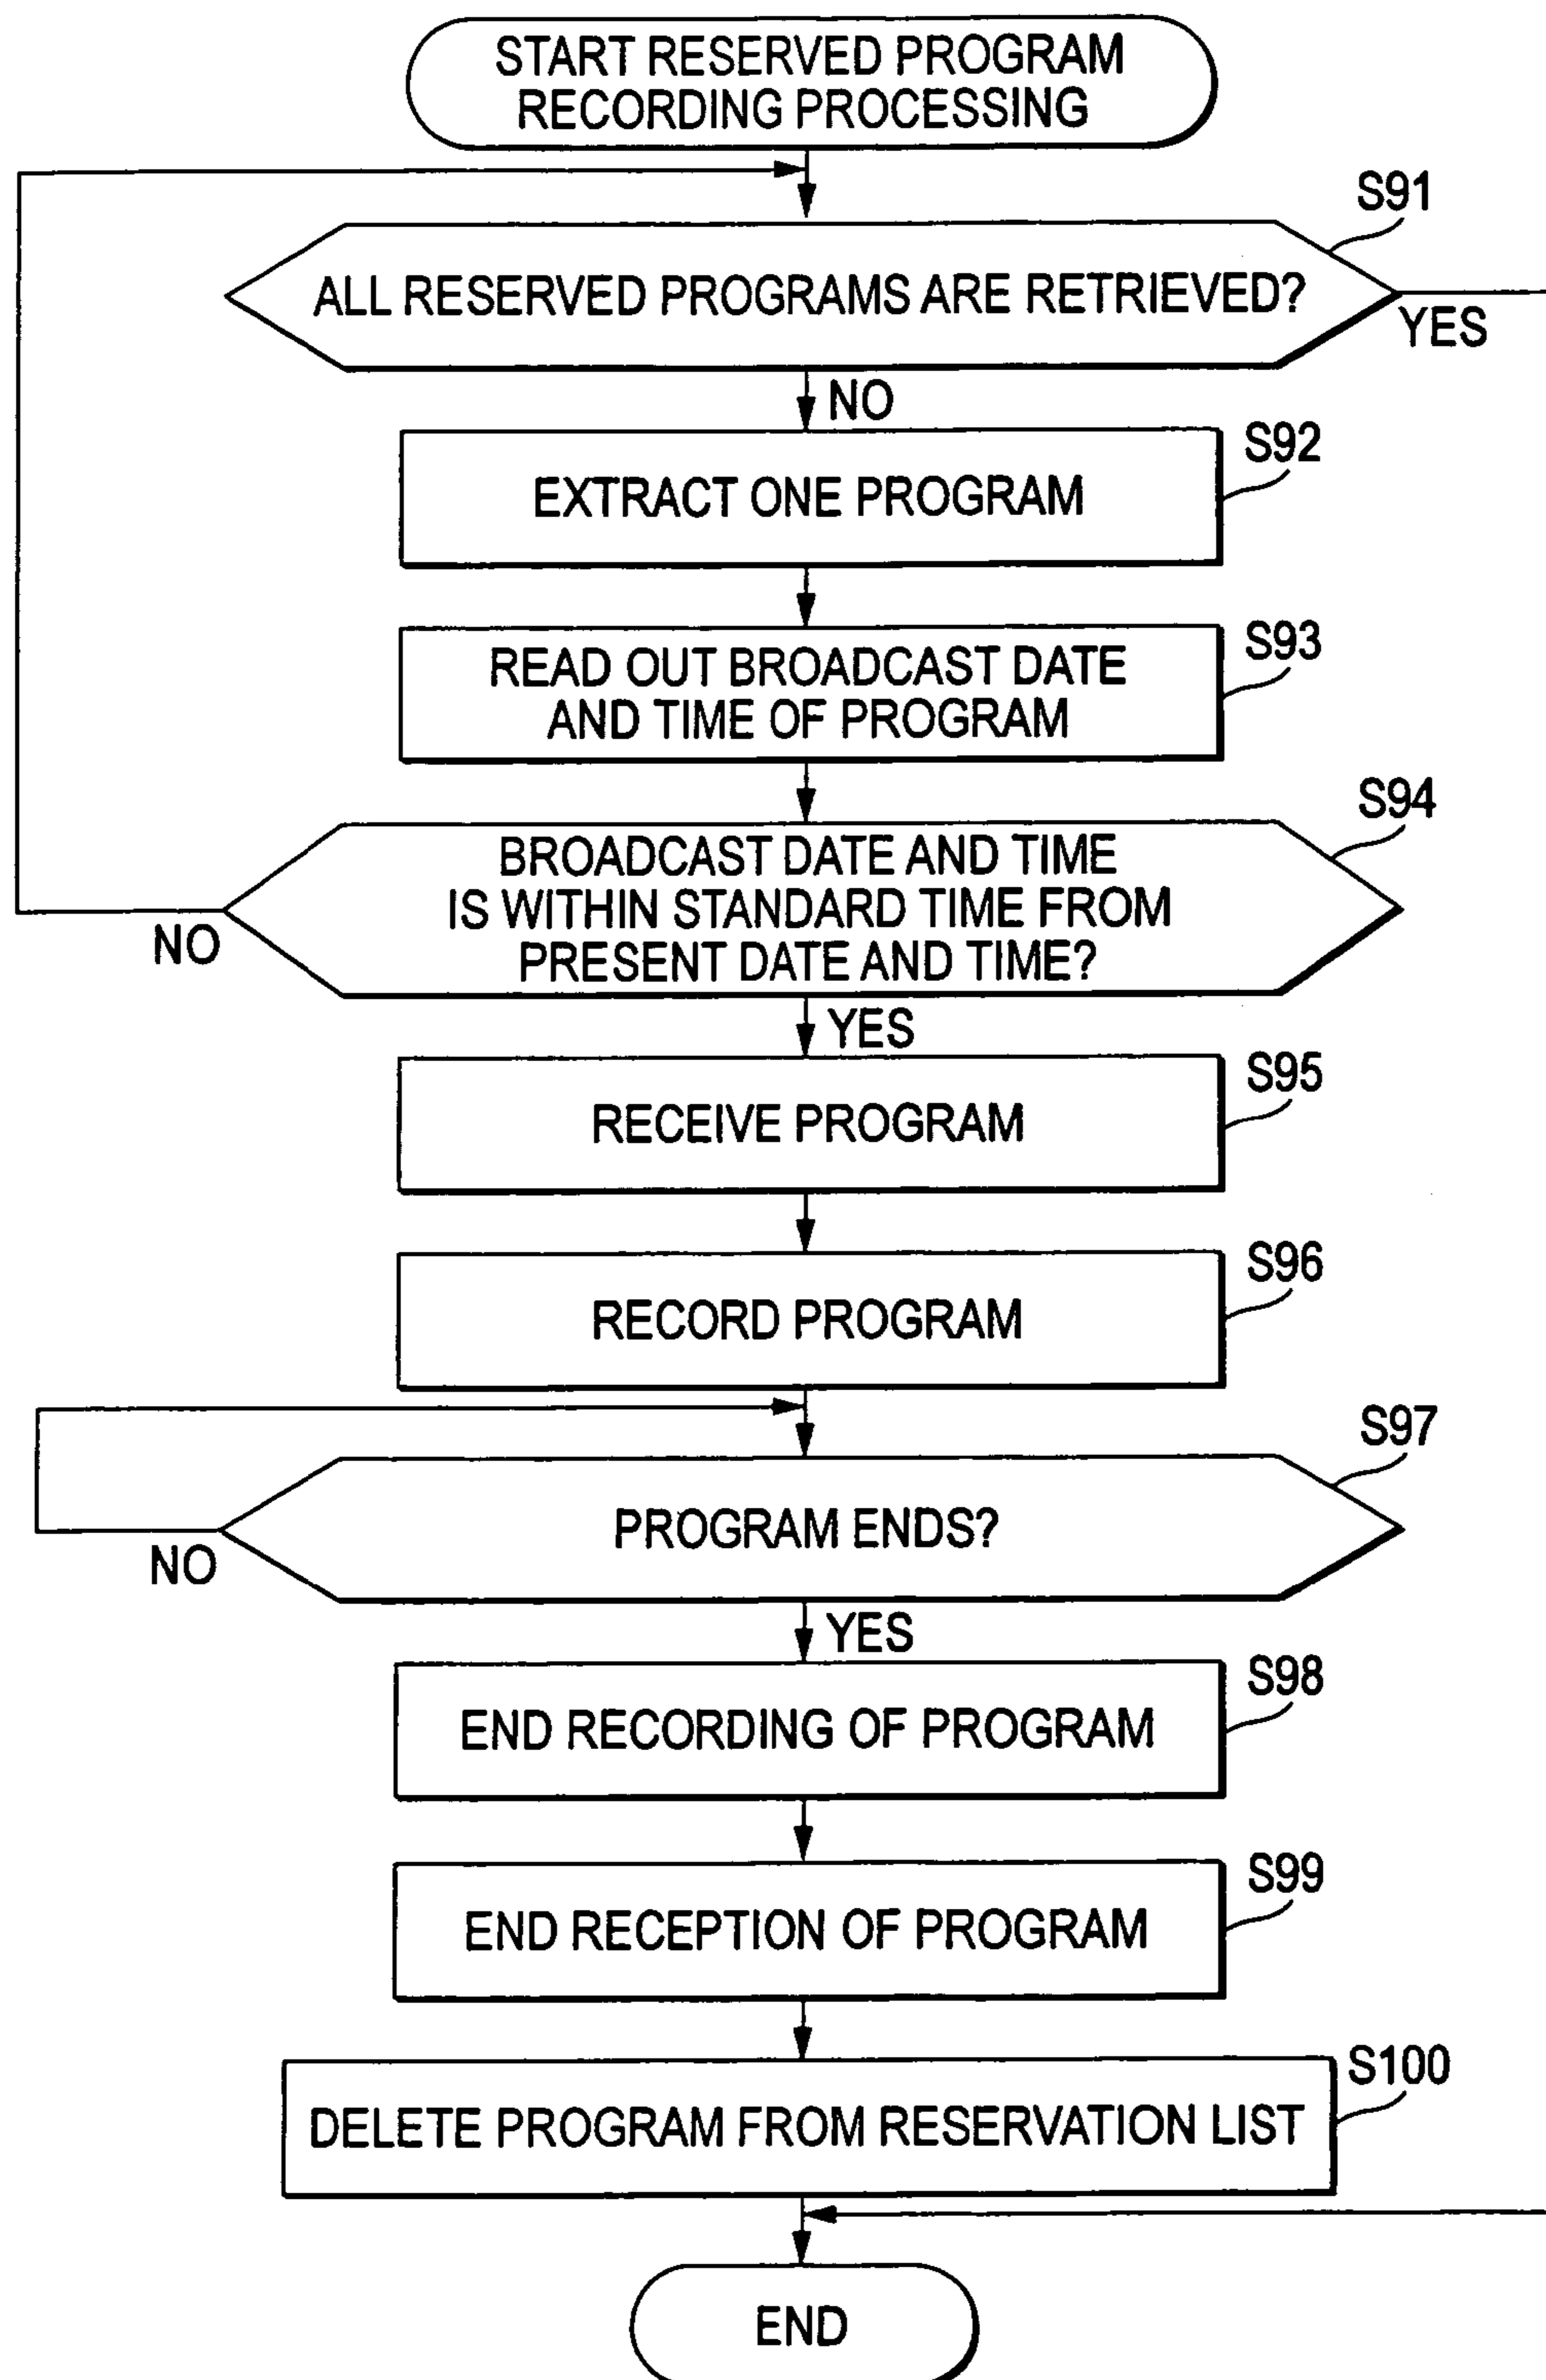 START RESERVED PROGRAM
RECORDING PROCESSING
S91
ALL RESERVED PROGRAMS ARE RETRIEVED?
YES
NO
S92
EXTRACT ONE PROGRAM
S93
READ OUT BROADCAST DATE
AND TIME OF PROGRAM
S94
BROADCAST DATE AND TIME
IS WITHIN STANDARD TIME FROM
PRESENT DATE AND TIME?
NO
YES
S95
RECEIVE PROGRAM
S96
RECORD PROGRAM
S97
PROGRAM ENDS?
NO
YES
S98
END RECORDING OF PROGRAM
S99
END RECEPTION OF PROGRAM
S100
DELETE PROGRAM FROM RESERVATION LIST
END